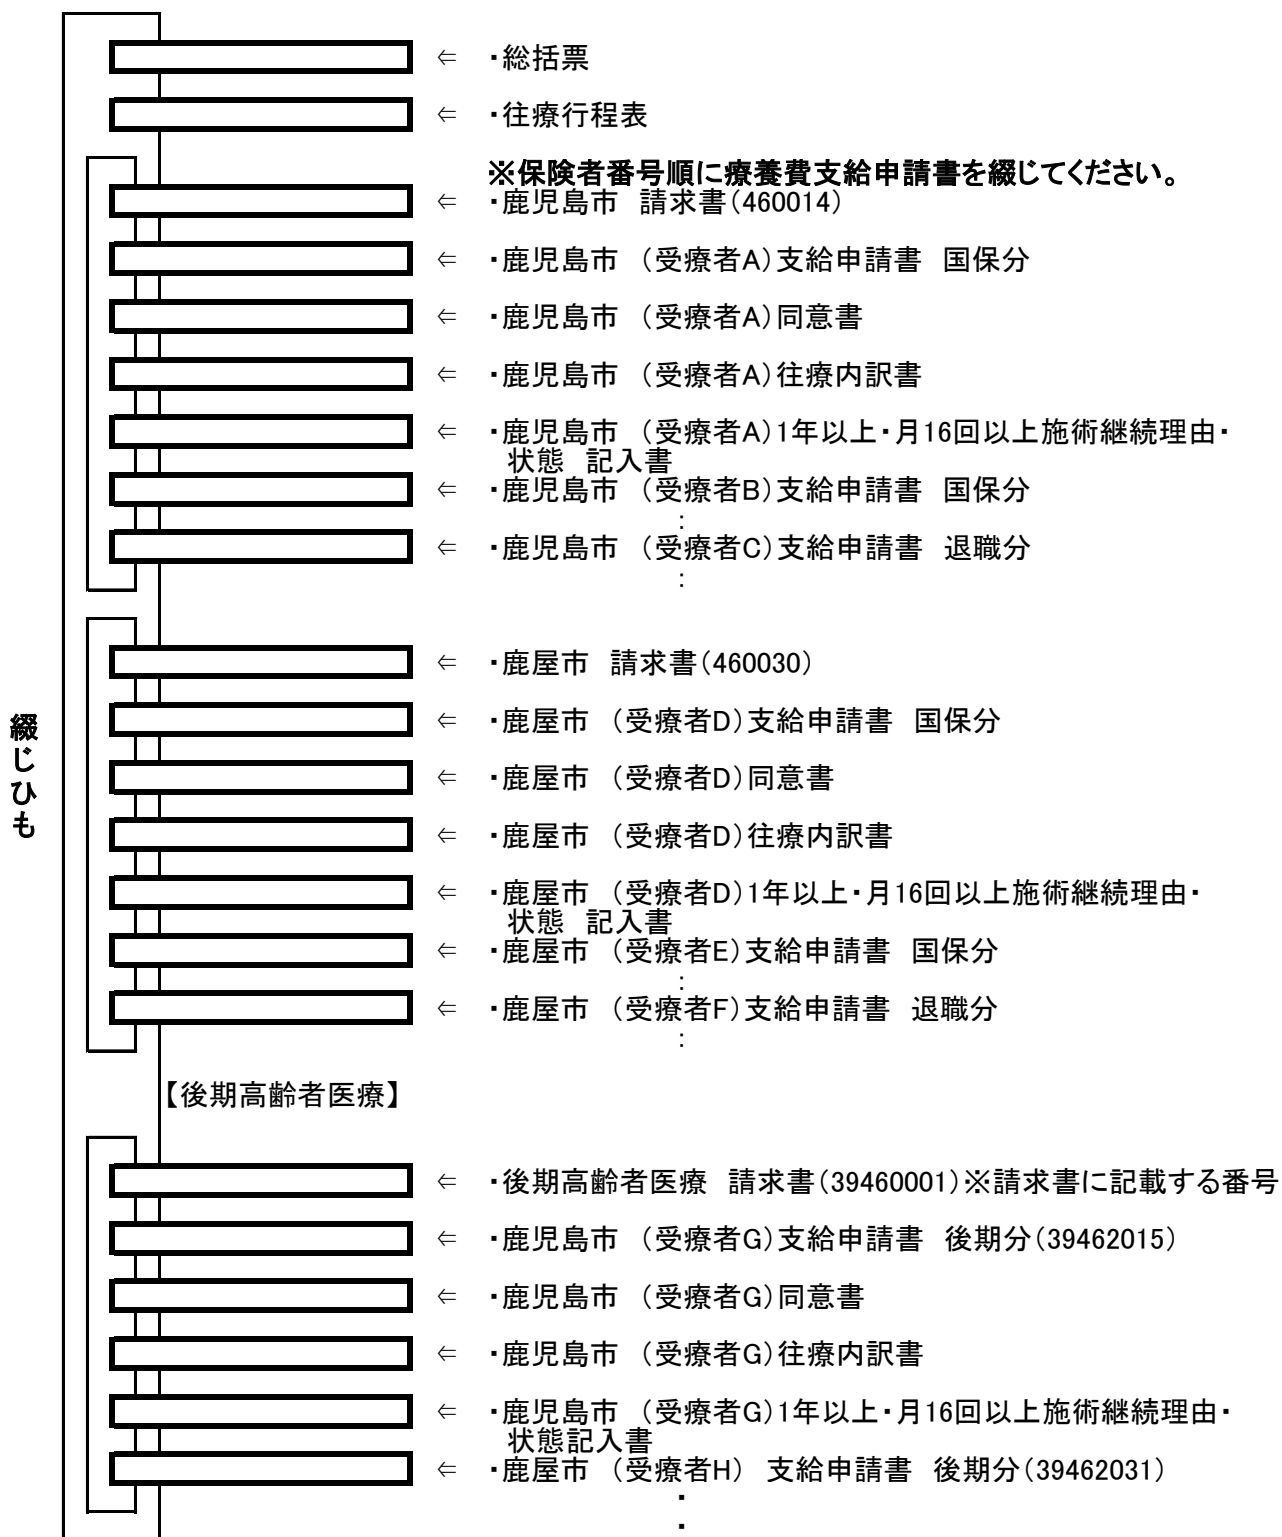 ⇐ ・総括票
⇐ ・往療行程表
※保険者番号順に療養費支給申請書を綴じてください。
⇐ ・鹿児島市　請求書（460014）
⇐ ・鹿児島市　（受療者A）支給申請書　国保分
⇐ ・鹿児島市　（受療者A）同意書
⇐ ・鹿児島市　（受療者A）往療内訳書
⇐ ・鹿児島市　（受療者A）1年以上・月16回以上施術継続理由・
状態　記入書
⇐ ・鹿児島市　（受療者B）支給申請書　国保分
：
⇐ ・鹿児島市　（受療者C）支給申請書　退職分
：
綴じひも
⇐ ・鹿屋市　請求書（460030）
⇐ ・鹿屋市　（受療者D）支給申請書　国保分
⇐ ・鹿屋市　（受療者D）同意書
⇐ ・鹿屋市　（受療者D）往療内訳書
⇐ ・鹿屋市　（受療者D）1年以上・月16回以上施術継続理由・
状態　記入書
⇐ ・鹿屋市　（受療者E）支給申請書　国保分
：
⇐ ・鹿屋市　（受療者F）支給申請書　退職分
：
【後期高齢者医療】
⇐ ・後期高齢者医療　請求書（39460001）※請求書に記載する番号
⇐ ・鹿児島市　（受療者G）支給申請書　後期分（39462015）
⇐ ・鹿児島市　（受療者G）同意書
⇐ ・鹿児島市　（受療者G）往療内訳書
⇐ ・鹿児島市　（受療者G）1年以上・月16回以上施術継続理由・
状態記入書
⇐ ・鹿屋市　（受療者H）　支給申請書　後期分（39462031）
・
・